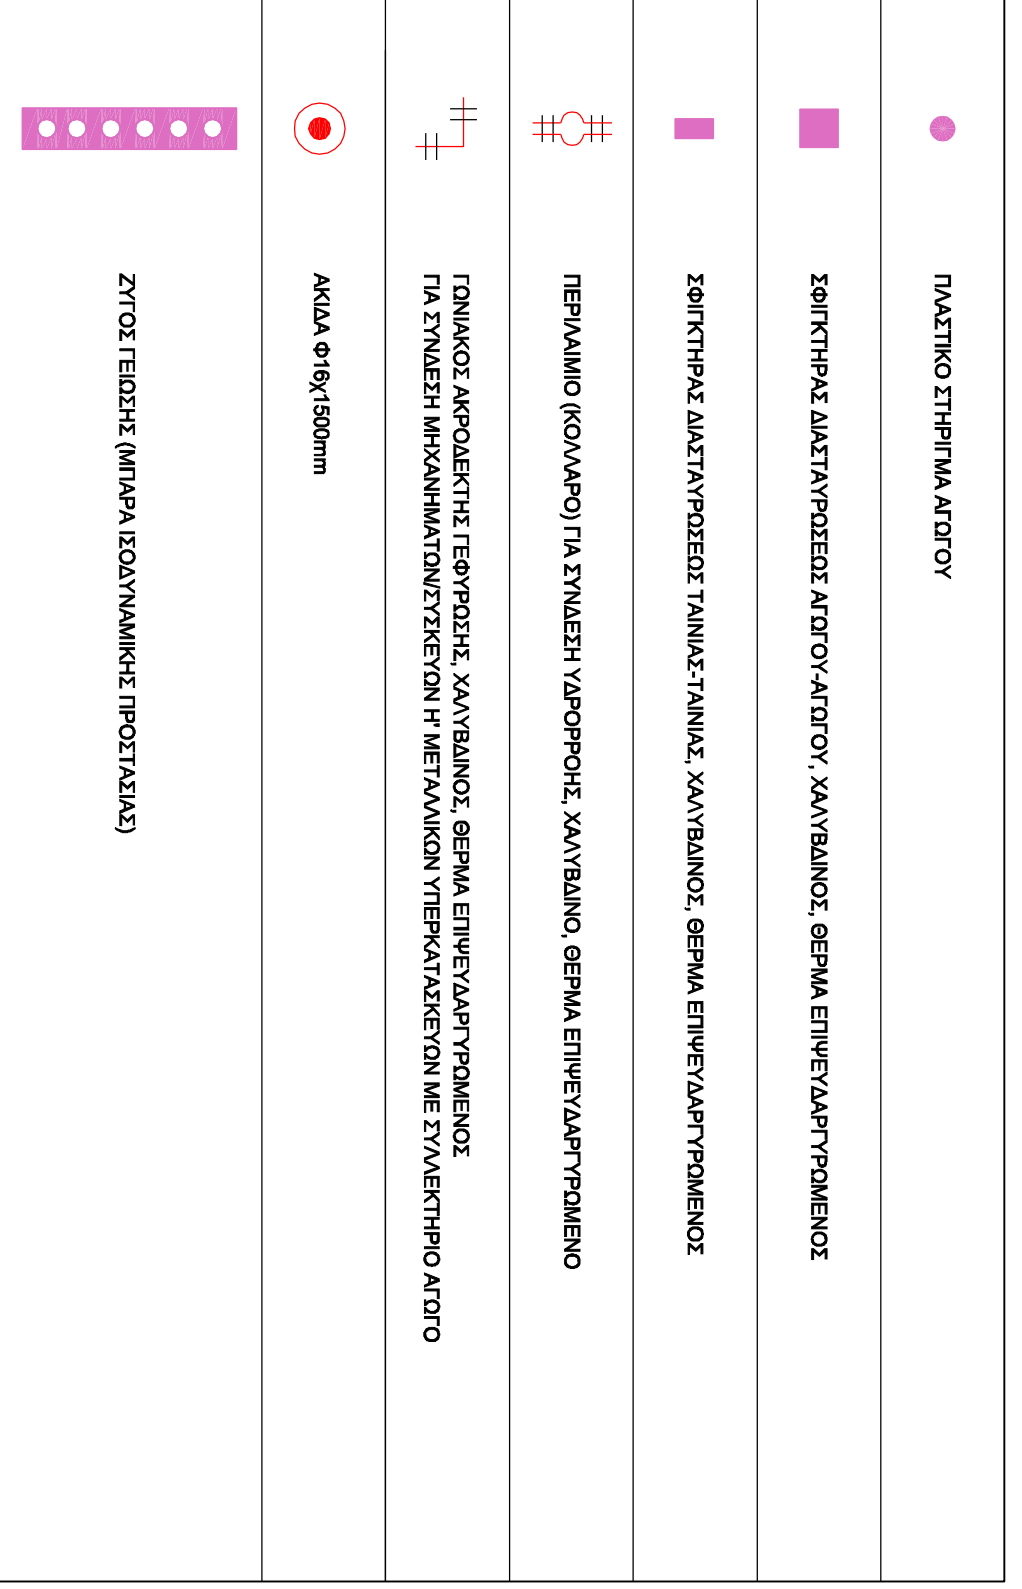 ΠΛΑΣΤΙΚΟ ΣΤΗΡΙΓΜΑ ΑΓΩΓΟΥ
ΣΦΙΓΚΤΗΡΑΣ ΔΙΑΣΤΑΥΡΩΣΕΩΣ ΑΓΩΓΟΥ-ΑΓΩΓΟΥ, ΧΑΛΥΒΔΙΝΟΣ, ΘΕΡΜΑ ΕΠΙΨΕΥΔΑΡΓΥΡΩΜΕΝΟΣ
ΣΦΙΓΚΤΗΡΑΣ ΔΙΑΣΤΑΥΡΩΣΕΩΣ ΤΑΙΝΙΑΣ-ΤΑΙΝΙΑΣ, ΧΑΛΥΒΔΙΝΟΣ, ΘΕΡΜΑ ΕΠΙΨΕΥΔΑΡΓΥΡΩΜΕΝΟΣ
ΠΕΡΙΛΑΙΜΙΟ (ΚΟΛΛΑΡΟ) ΓΙΑ ΣΥΝΔΕΣΗ ΥΔΡΟΡΡΟΗΣ, ΧΑΛΥΒΔΙΝΟ, ΘΕΡΜΑ ΕΠΙΨΕΥΔΑΡΓΥΡΩΜΕΝΟ
ΓΩΝΙΑΚΟΣ ΑΚΡΟΔΕΚΤΗΣ ΓΕΦΥΡΩΣΗΣ, ΧΑΛΥΒΔΙΝΟΣ, ΘΕΡΜΑ ΕΠΙΨΕΥΔΑΡΓΥΡΩΜΕΝΟΣ
ΓΙΑ ΣΥΝΔΕΣΗ ΜΗΧΑΝΗΜΑΤΩΝ/ΣΥΣΚΕΥΩΝ Η' ΜΕΤΑΛΛΙΚΩΝ ΥΠΕΡΚΑΤΑΣΚΕΥΩΝ ΜΕ ΣΥΛΛΕΚΤΗΡΙΟ ΑΓΩΓΟ
ΑΚΙΔΑ Φ16χ1500mm
ΖΥΓΟΣ ΓΕΙΩΣΗΣ (ΜΠΑΡΑ ΙΣΟΔΥΝΑΜΙΚΗΣ ΠΡΟΣΤΑΣΙΑΣ)